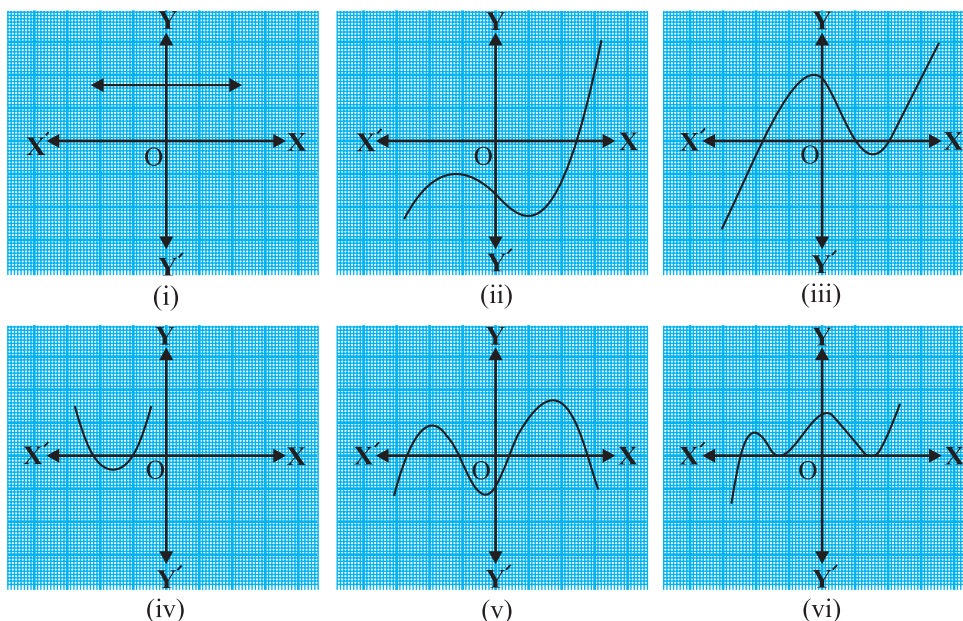 Y Y Y
X′ O X X′ O X X′ O X
Y′ Y′ Y′
(i) (ii) (iii)
Y Y Y
X′ O X X′ O X X′ O X
Y′ Y′ Y′
(iv) (v) (vi)